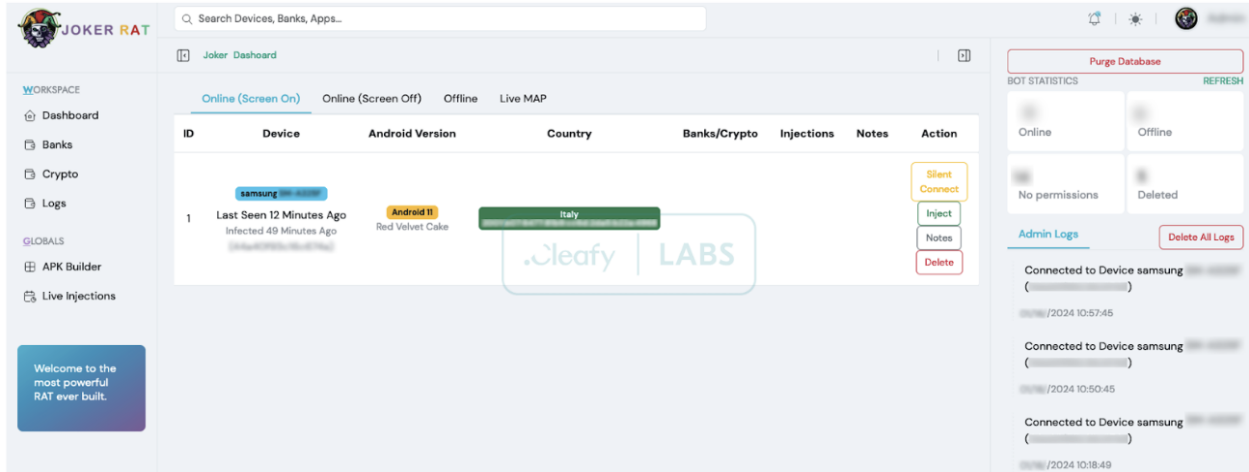 JOKER RAT
Search Devices, Banks, Apps...
Joker Dashoard
WORKSPACE
Dashboard
Banks
Crypto
Logs
GLOBALS
APK Builder
Live Injections
Welcome to the
most powerful
RAT ever built.
Online (Screen On) Online (Screen Off) Offline Live MAP
ID Device Android Version Country Banks/Crypto Injections Notes Action
1
samsung
Last Seen 12 Minutes Ago
Infected 49 Minutes Ago
Android 11
Red Velvet Cake
Italy
Silent
Connect
Inject
Notes
Delete
.Cleafy | LABS
Purge Database
BOT STATISTICS REFRESH
Online Offline
No permissions Deleted
Admin Logs Delete All Logs
Connected to Device samsung
( )
/2024 10:57:45
Connected to Device samsung
( )
/2024 10:50:45
Connected to Device samsung
( )
/2024 10:18:49